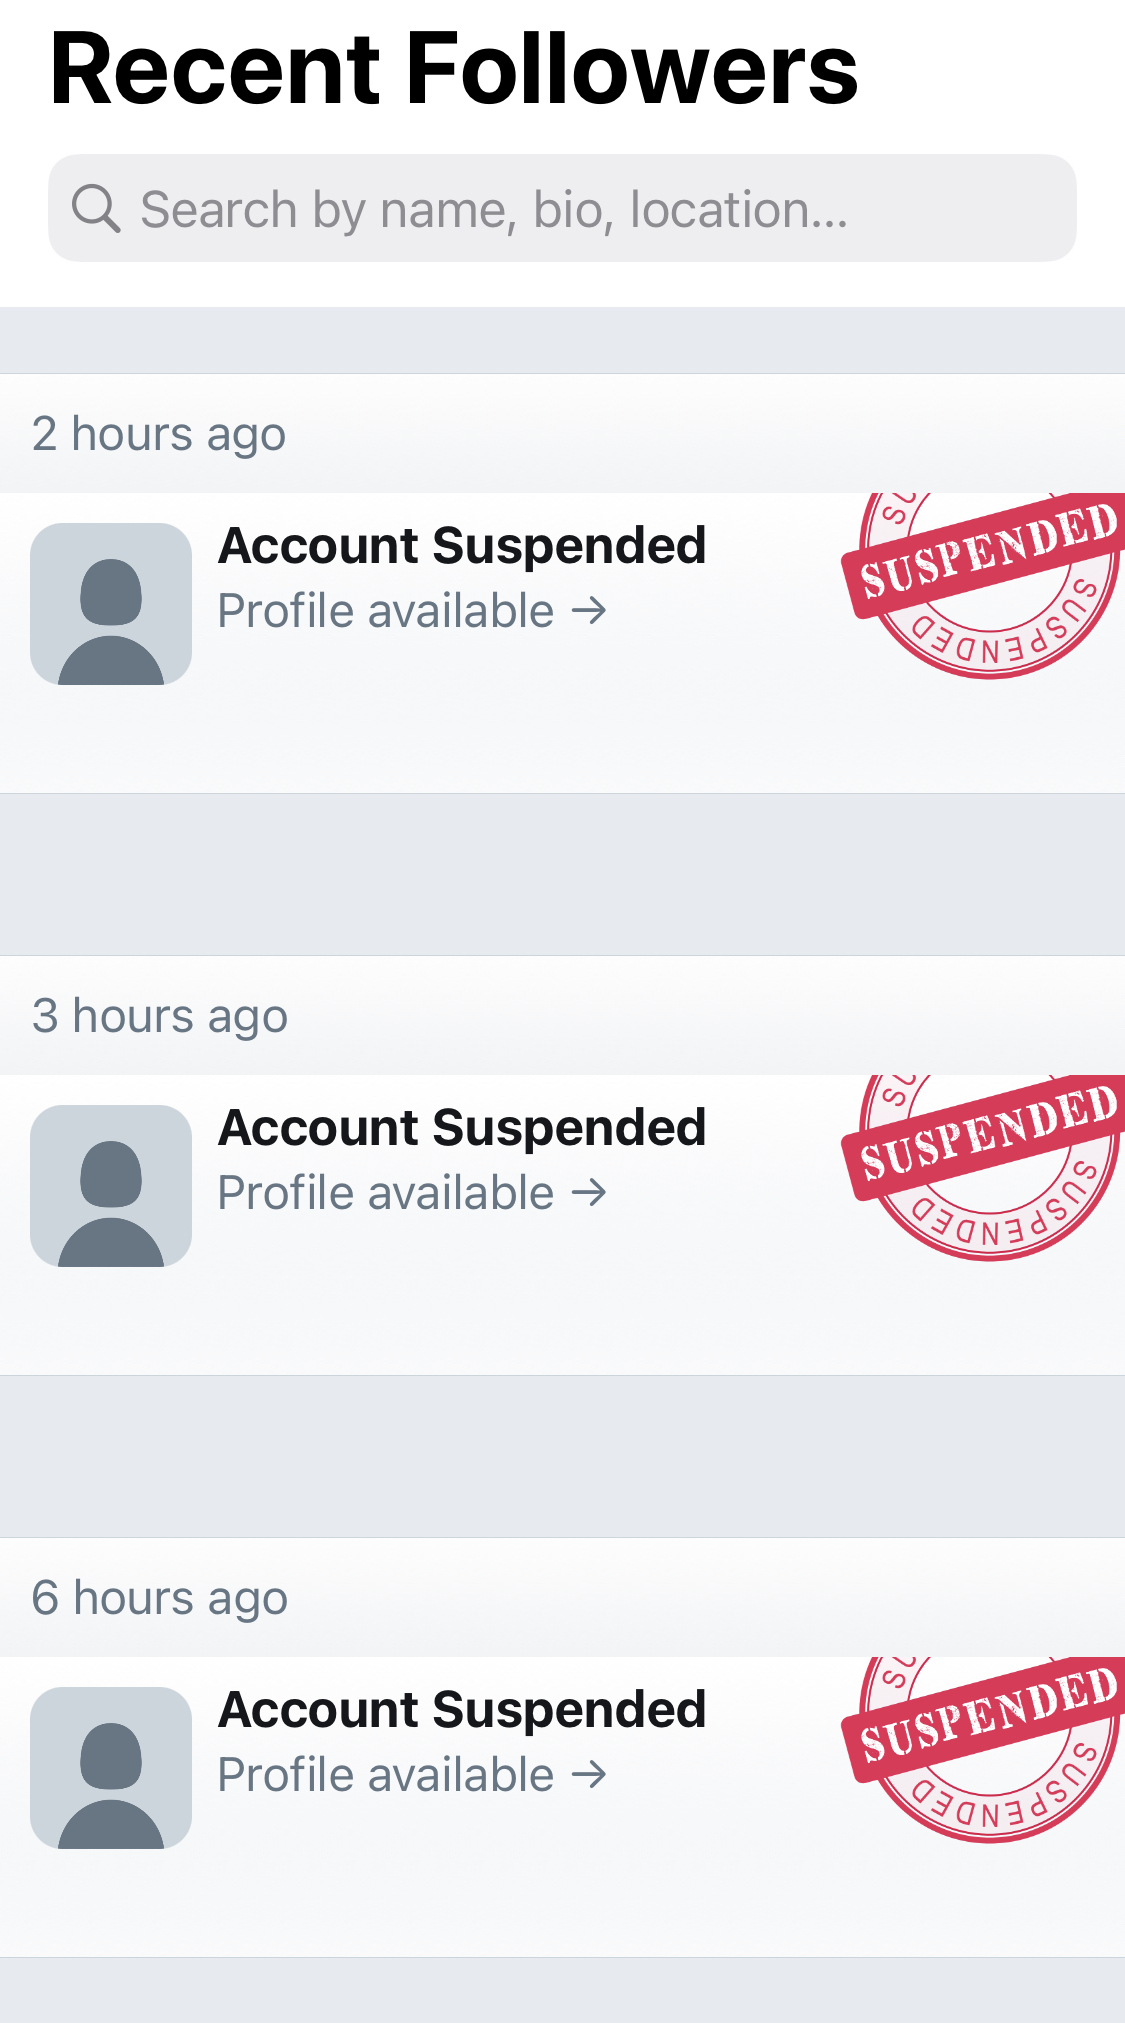 Recent Followers
Search by name, bio, location...
2 hours ago
Account Suspended
Profile available →
SUSPENDED
SUSPENDED
3 hours ago
Account Suspended
Profile available →
SUSPENDED
SUSPENDED
6 hours ago
Account Suspended
Profile available →
SUSPENDED
SUSPENDED